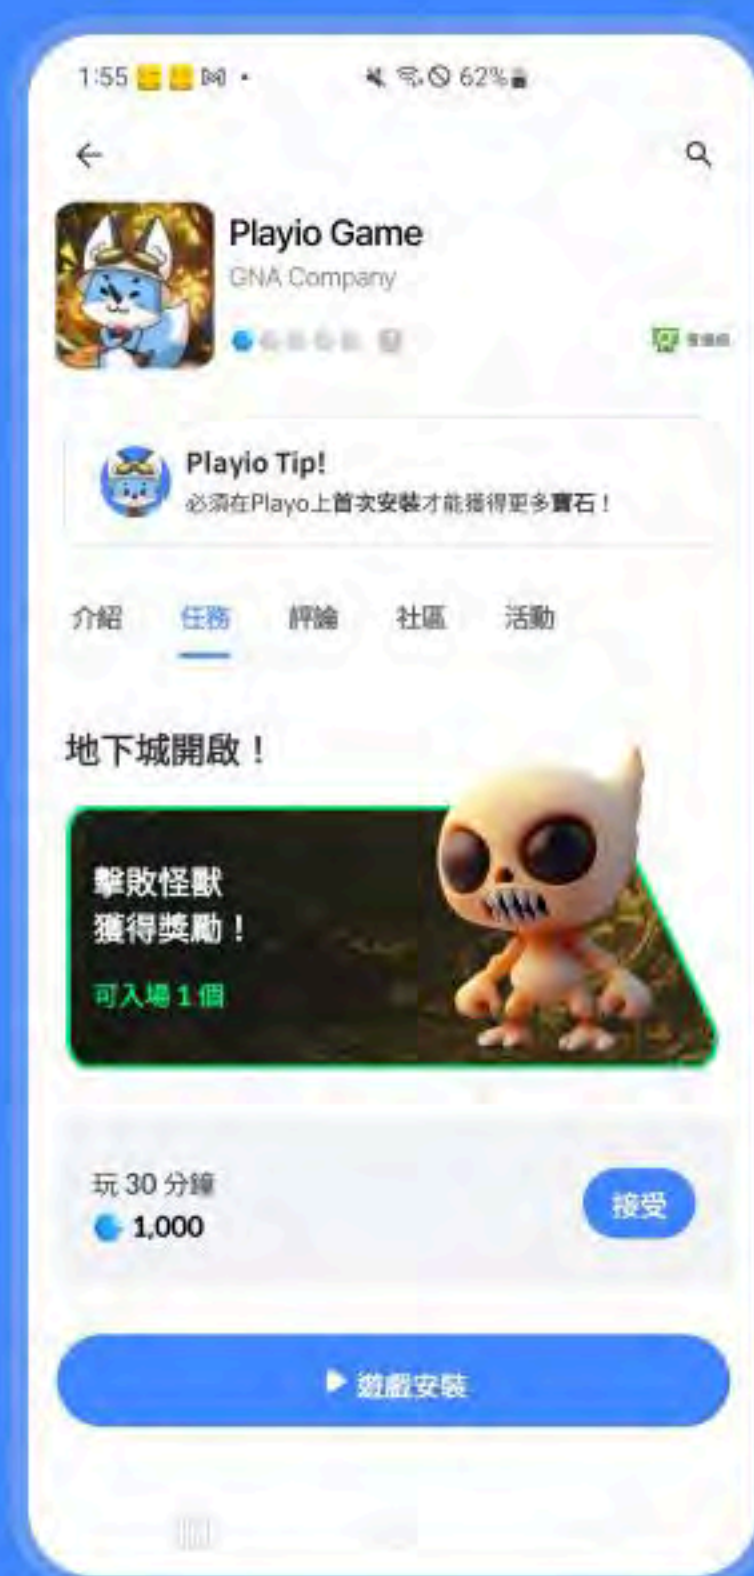 1:55
62%
Playio Game
GNA Company
Playio Tip!
必須在Playo上首次安裝才能獲得更多寶石！
介紹 任務 評論 社區 活動
地下城開啟！
擊敗怪獸
獲得獎勵！
可入場 1 個
玩 30 分鐘
1,000
接受
遊戲安裝